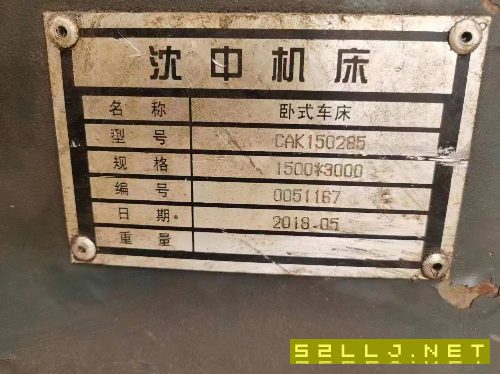 沈中机床
名称 卧式车床
型号 CAK150285
规格 1500*3000
编号 0051167
日期 2018.05
重量
52LLJ.NET